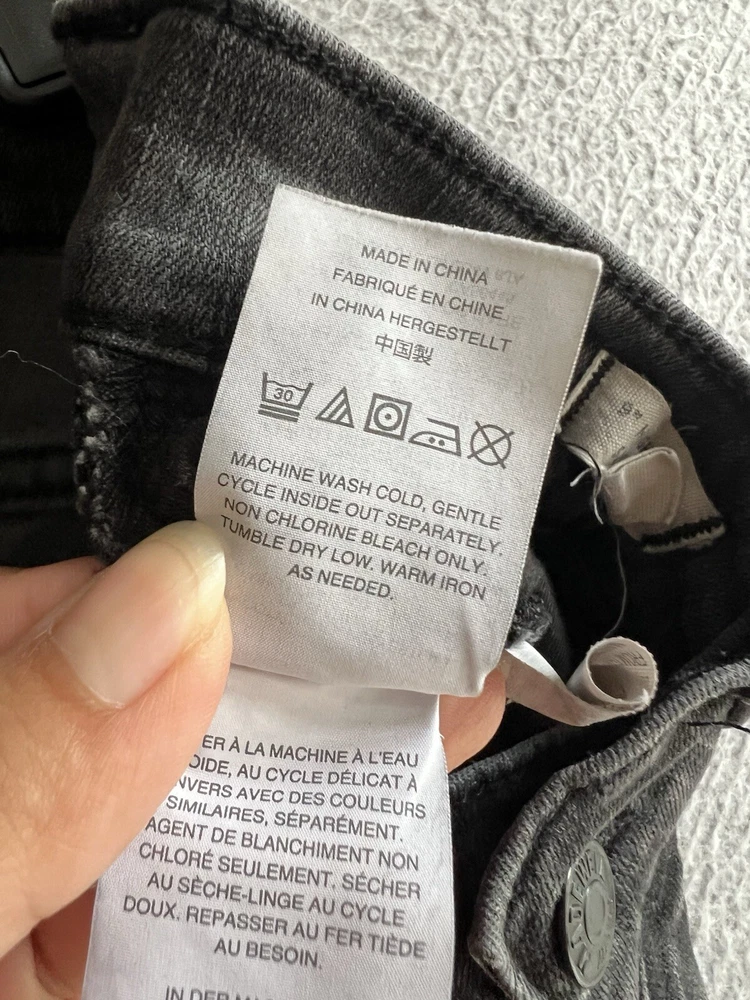 MADE IN CHINA
FABRIQUÉ EN CHINE
IN CHINA HERGESTELLT
中国製
30
MACHINE WASH COLD, GENTLE
CYCLE INSIDE OUT SEPARATELY.
NON CHLORINE BLEACH ONLY.
TUMBLE DRY LOW. WARM IRON
AS NEEDED.
ER À LA MACHINE À L'EAU
OIDE, AU CYCLE DÉLICAT À
NVERS AVEC DES COULEURS
SIMILAIRES, SÉPARÉMENT.
AGENT DE BLANCHIMENT NON
CHLORÉ SEULEMENT. SÉCHER
AU SÈCHE-LINGE AU CYCLE
DOUX. REPASSER AU FER TIÈDE
AU BESOIN.
IN DER